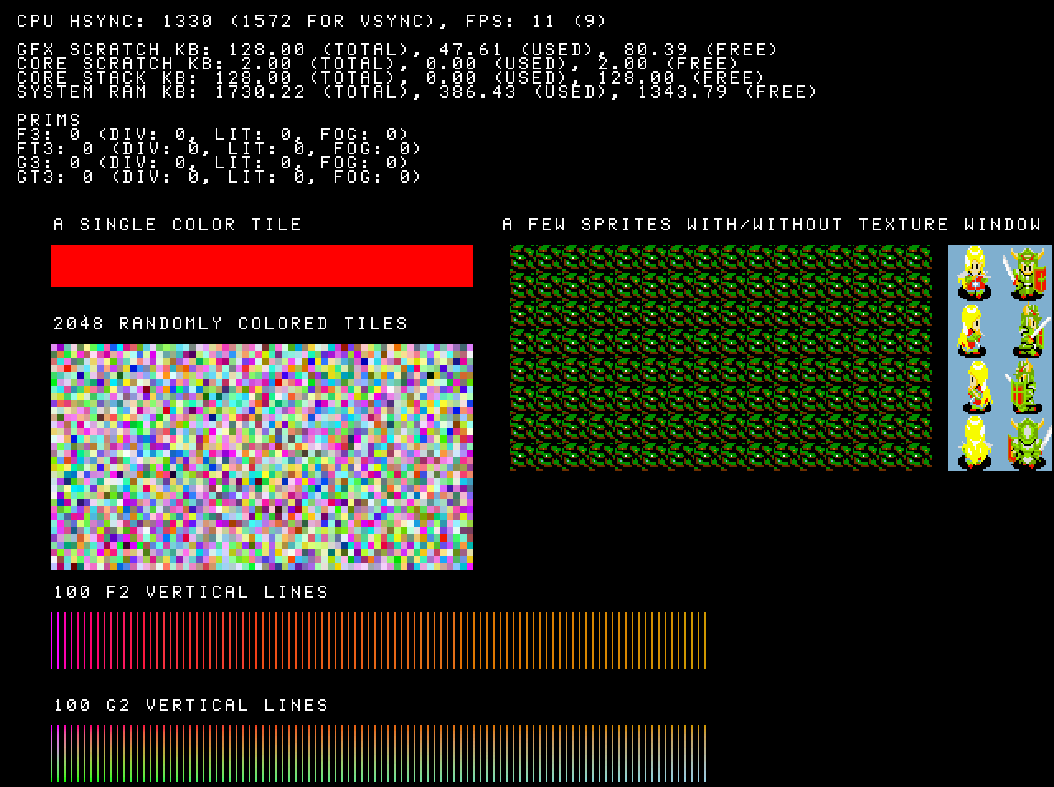 CPU HSYNC: 1330 (1572 FOR VSYNC), FPS: 11 (9)
GFX SCRATCH KB: 128.00 (TOTAL), 47.61 (USED), 80.39 (FREE)
CORE SCRATCH KB: 2.00 (TOTAL), 0.00 (USED), 2.00 (FREE)
CORE STACK KB: 128.00 (TOTAL), 0.00 (USED), 128.00 (FREE)
SYSTEM RAM KB: 1730.22 (TOTAL), 386.43 (USED), 1343.79 (FREE)
PRIMS
F3: 0 (DIV: 0, LIT: 0, FOG: 0)
FT3: 0 (DIV: 0, LIT: 0, FOG: 0)
G3: 0 (DIV: 0, LIT: 0, FOG: 0)
GT3: 0 (DIV: 0, LIT: 0, FOG: 0)
A SINGLE COLOR TILE
A FEW SPRITES WITH/WITHOUT TEXTURE WINDOW
2048 RANDOMLY COLORED TILES
100 F2 VERTICAL LINES
100 G2 VERTICAL LINES